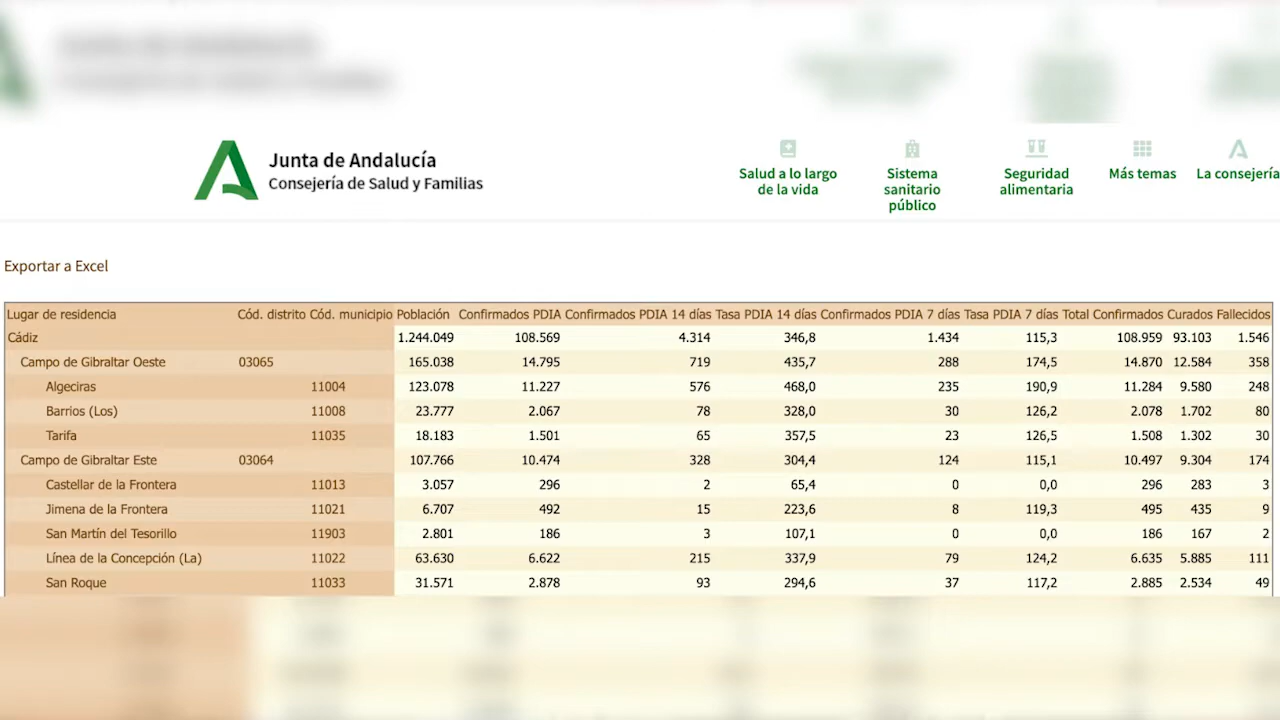 Junta de Andalucía
Consejería de Salud y Familias
Salud a lo largo
de la vida
Sistema
sanitario
público
Seguridad
alimentaria
Más temas
La consejería
Exportar a Excel
Lugar de residencia Cód. distrito Cód. municipio Población Confirmados PDIA Confirmados PDIA 14 días Tasa PDIA 14 días Confirmados PDIA 7 días Tasa PDIA 7 días Total Confirmados Curados Fallecidos
Cádiz 1.244.049 108.569 4.314 346,8 1.434 115,3 108.959 93.103 1.546
Campo de Gibraltar Oeste 03065 165.038 14.795 719 435,7 288 174,5 14.870 12.584 358
Algeciras 11004 123.078 11.227 576 468,0 235 190,9 11.284 9.580 248
Barrios (Los) 11008 23.777 2.067 78 328,0 30 126,2 2.078 1.702 80
Tarifa 11035 18.183 1.501 65 357,5 23 126,5 1.508 1.302 30
Campo de Gibraltar Este 03064 107.766 10.474 328 304,4 124 115,1 10.497 9.304 174
Castellar de la Frontera 11013 3.057 296 2 65,4 0 0,0 296 283 3
Jimena de la Frontera 11021 6.707 492 15 223,6 8 119,3 495 435 9
San Martín del Tesorillo 11903 2.801 186 3 107,1 0 0,0 186 167 2
Línea de la Concepción (La) 11022 63.630 6.622 215 337,9 79 124,2 6.635 5.885 111
San Roque 11033 31.571 2.878 93 294,6 37 117,2 2.885 2.534 49